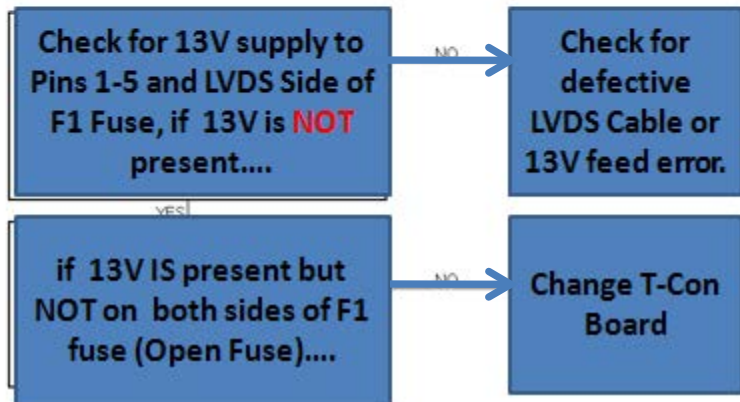 Check for 13V supply to
Pins 1-5 and LVDS Side of
F1 Fuse, if 13V is NOT
present....
NO
Check for
defective
LVDS Cable or
13V feed error.
YES
if 13V IS present but
NOT on both sides of F1
fuse (Open Fuse)....
NO
Change T-Con
Board